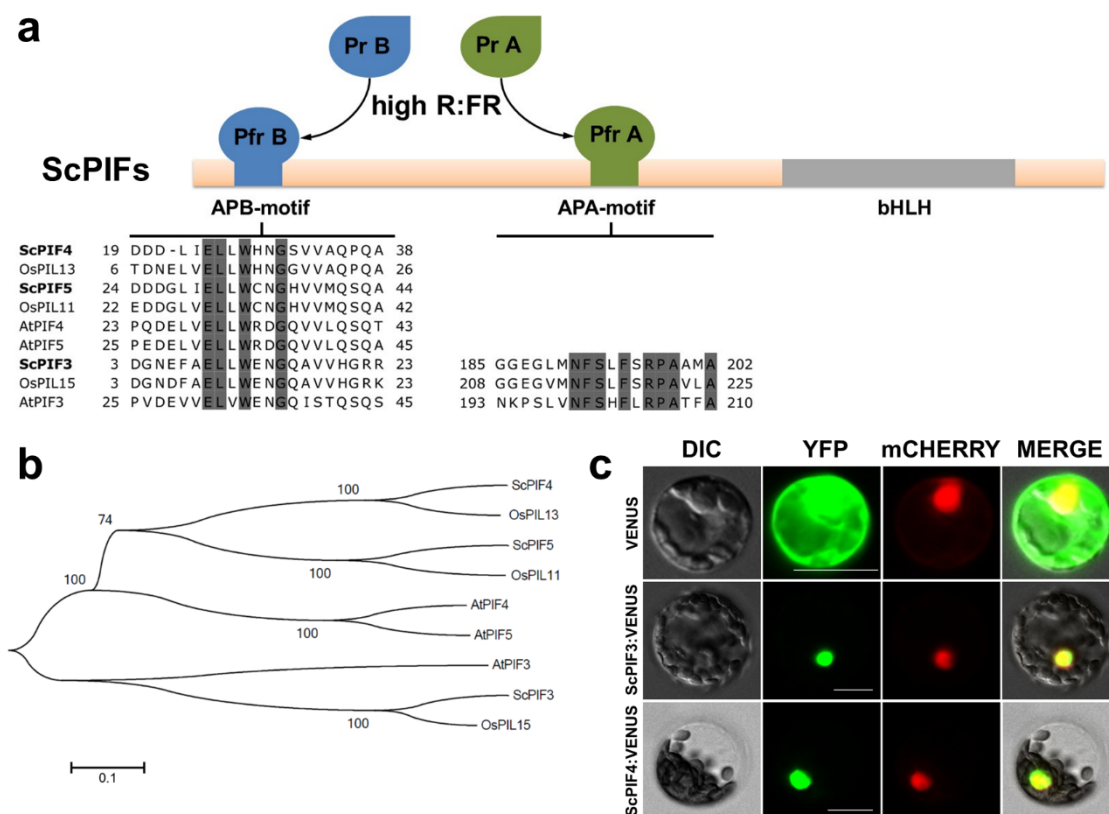 a
Pr B
Pr A
high R:FR
Pfr B
Pfr A
ScPIFs
APB-motif
APA-motif
bHLH
ScPIF4 19 DDD-LIELLWHNGSVVAQPQA 38
OsPIL13 6 TDNELVELLWHNGGVVAQPQA 26
ScPIF5 24 DDDGLIELLWCNGHVVMQSQA 44
OsPIL11 22 EDDGLVELLWCNGHVVMQSQA 42
AtPIF4 23 PQDELVELLWRDGQVVLQSQT 43
AtPIF5 25 PEDELVELLWRDGQVVLQSQA 45
ScPIF3 3 DGNEFAELLWENGQAVVHGRR 23 185 GGEGLMNFSLFSRPAAMA 202
OsPIL15 3 DGNDFAELLWENGQAVVHGRK 23 208 GGEGVMNFSLFSRPAVLA 225
AtPIF3 25 PVDEVVELVWENGQISTQSQS 45 193 NKPSLVNFSHFLRPATFA 210
b
ScPIF4
100
OsPIL13
74
ScPIF5
100
OsPIL11
100
AtPIF4
100
AtPIF5
AtPIF3
ScPIF3
100
OsPIL15
0.1
c
DIC YFP mCHERRY MERGE
VENUS
ScPIF3:VENUS
ScPIF4:VENUS